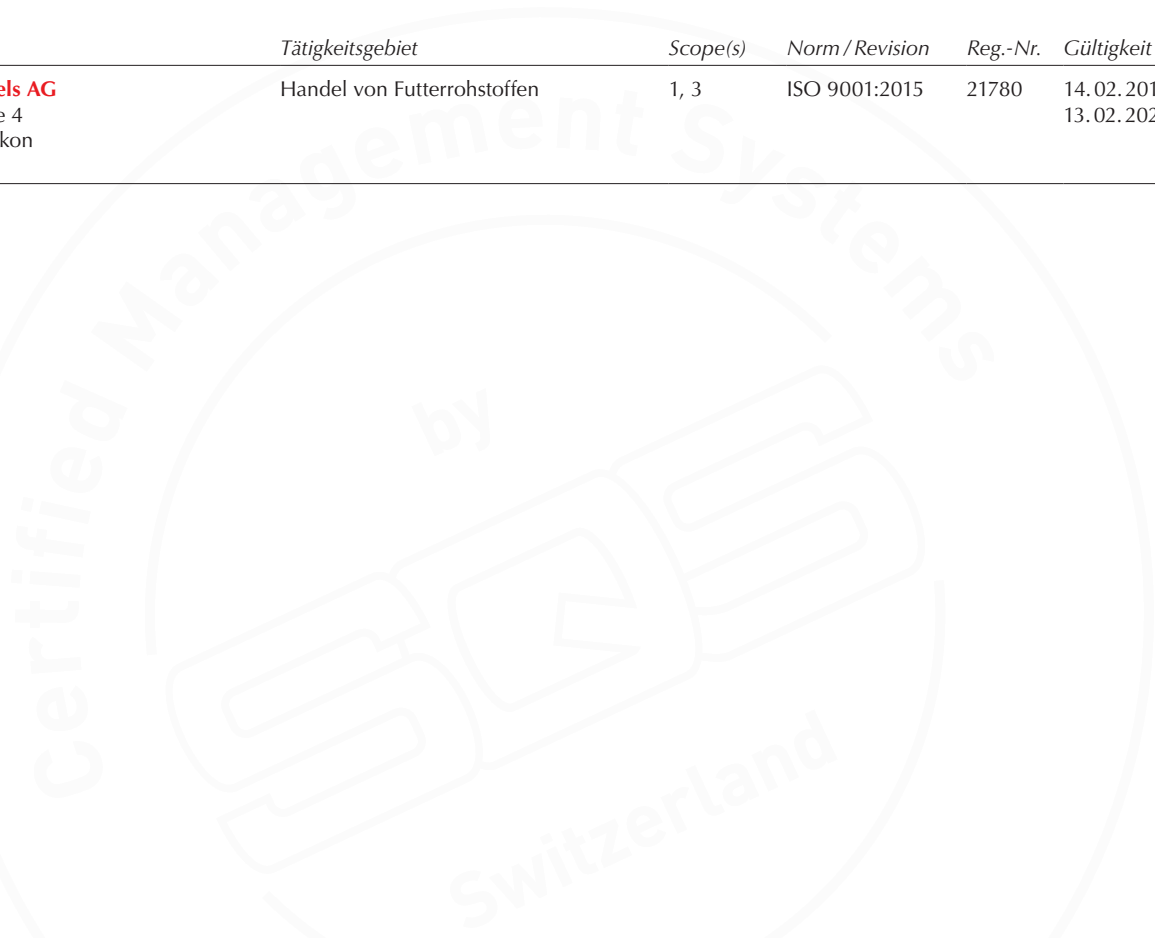 Tätigkeitsgebiet Scope(s) Norm / Revision Reg.-Nr. Gültigkeit
els AG Handel von Futterrohstoffen 1, 3 ISO 9001:2015 21780 14. 02. 201
e 4 13. 02. 202
kon
Certified Management Systems
by
SQS
Switzerland